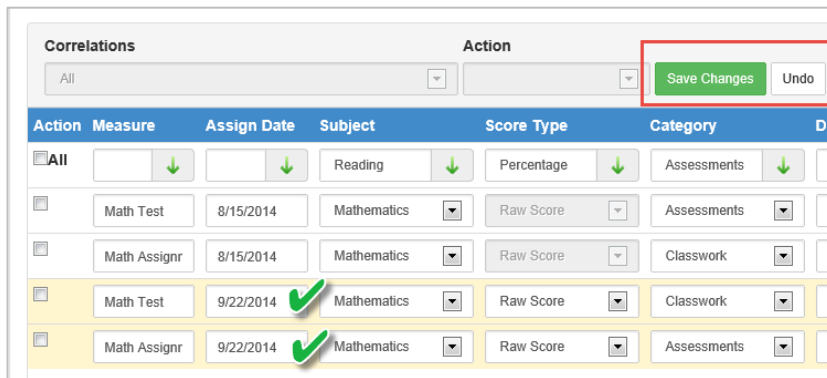 Correlations Action
All Save Changes Undo
Action Measure Assign Date Subject Score Type Category D
All Reading Percentage Assessments
Math Test 8/15/2014 Mathematics Raw Score Assessments
Math Assignr 8/15/2014 Mathematics Raw Score Classwork
Math Test 9/22/2014 Mathematics Raw Score Classwork
Math Assignr 9/22/2014 Mathematics Raw Score Assessments